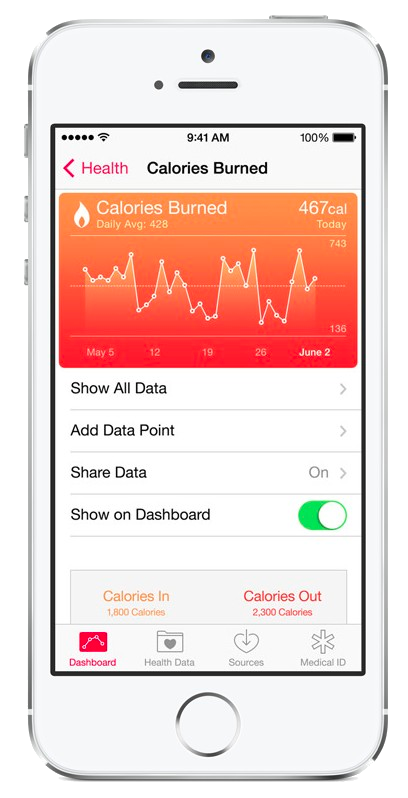 9:41 AM
100%
Health
Calories Burned
Calories Burned
467cal
Daily Avg: 428
Today
743
136
May 5 12 19 26 June 2
Show All Data
Add Data Point
Share Data
On
Show on Dashboard
Calories In
Calories Out
1,800 Calories
2,300 Calories
Dashboard
Health Data
Sources
Medical ID